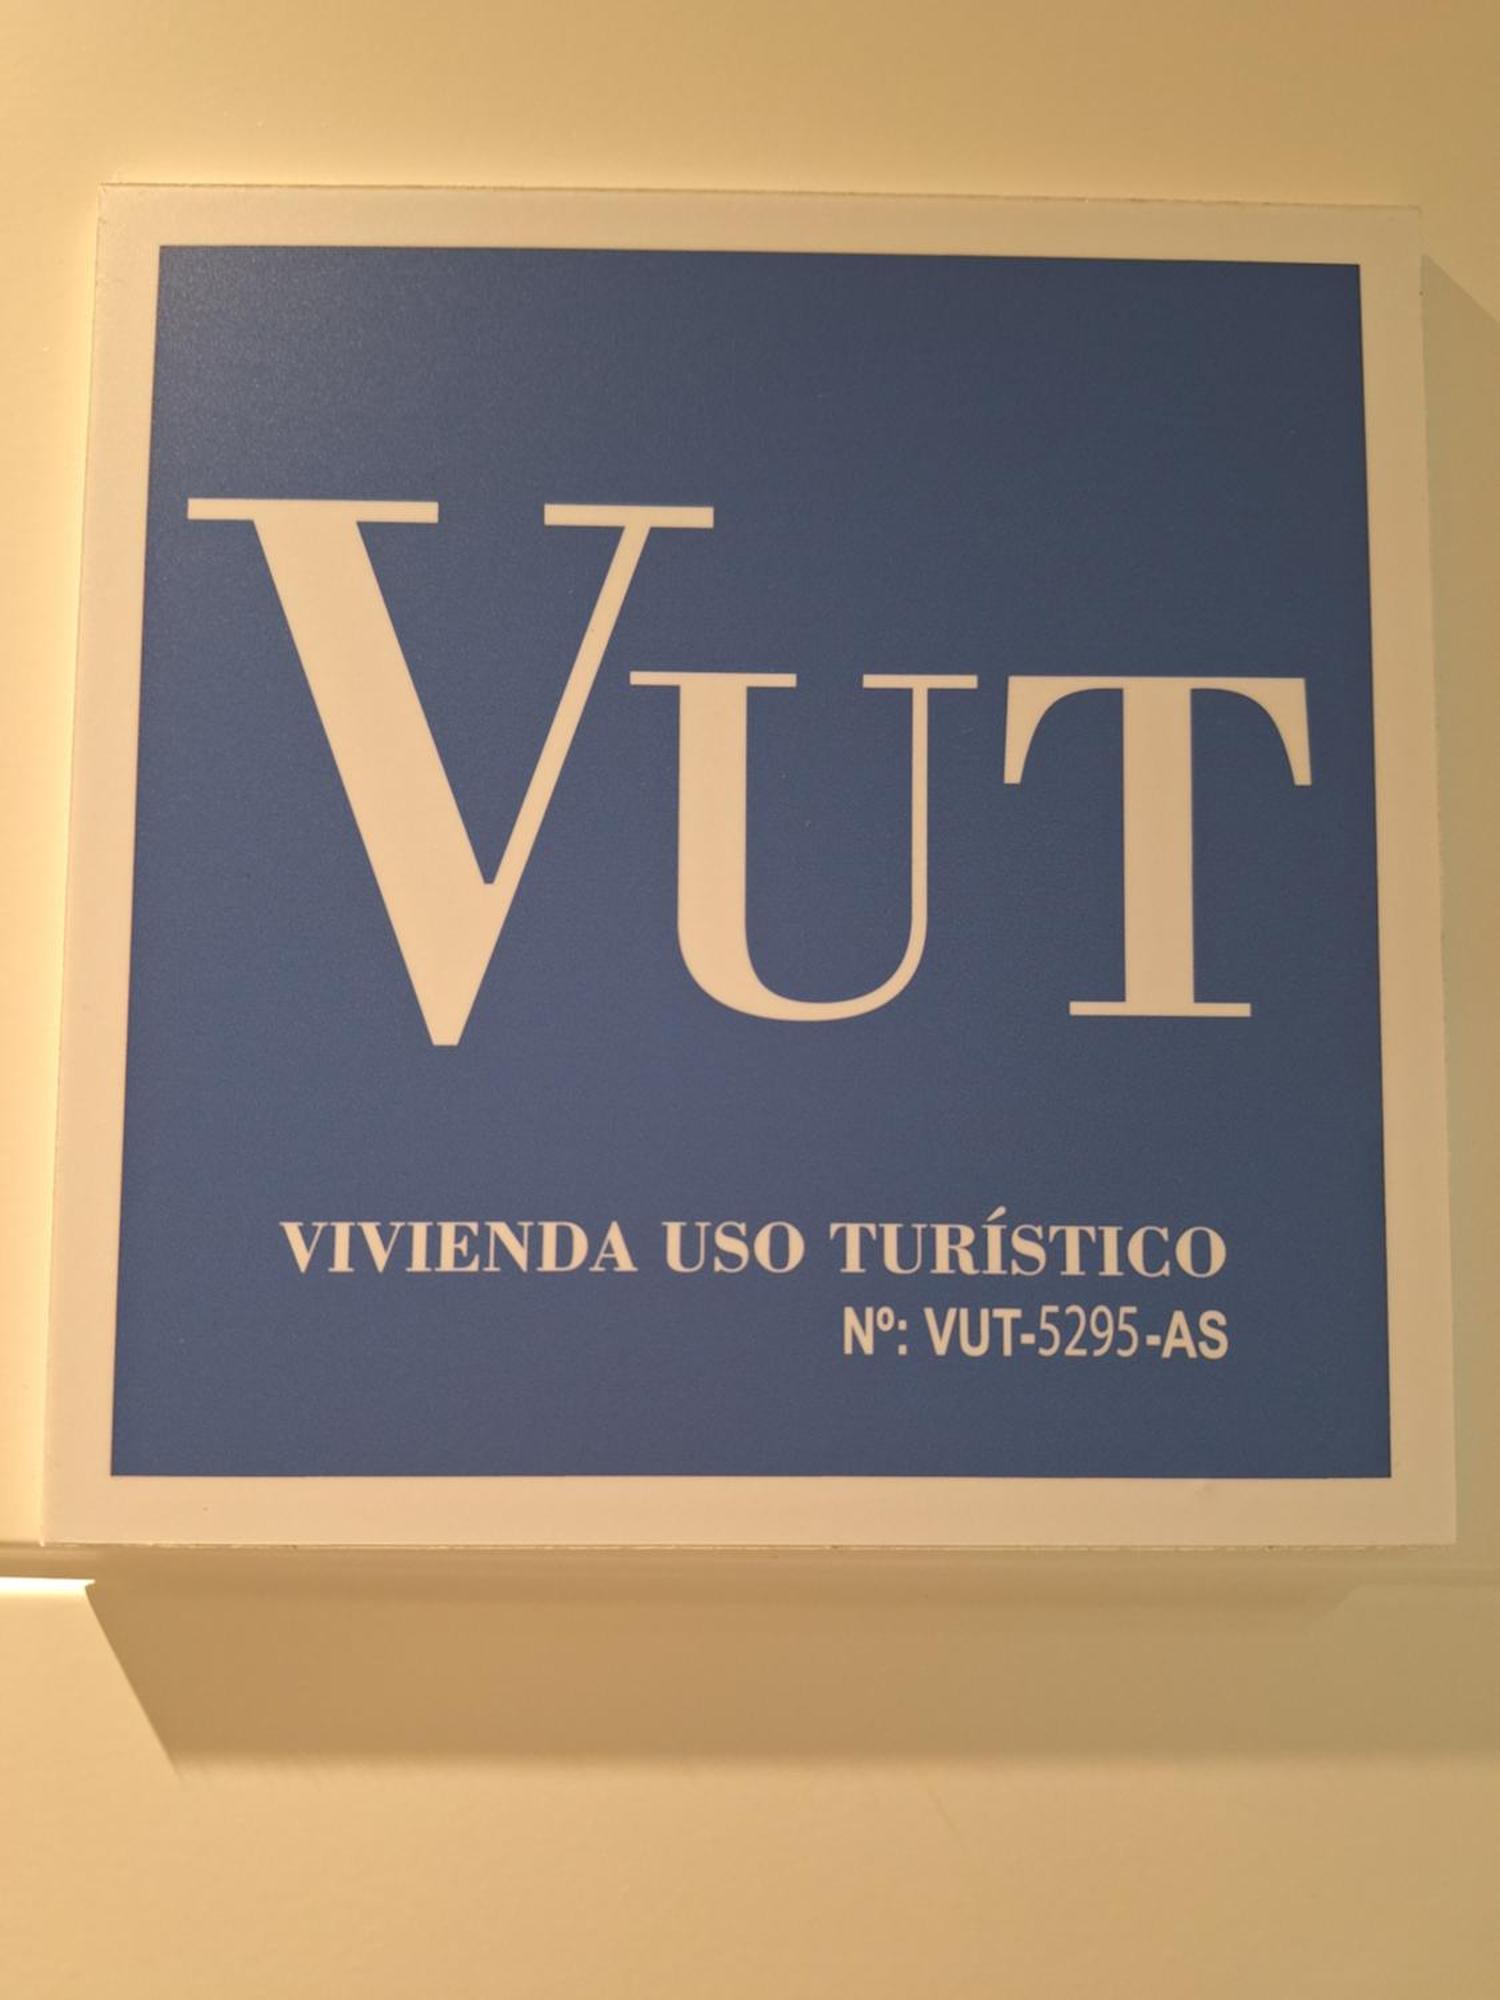 VUT
VIVIENDA USO TURÍSTICO
Nº: VUT-5295-AS